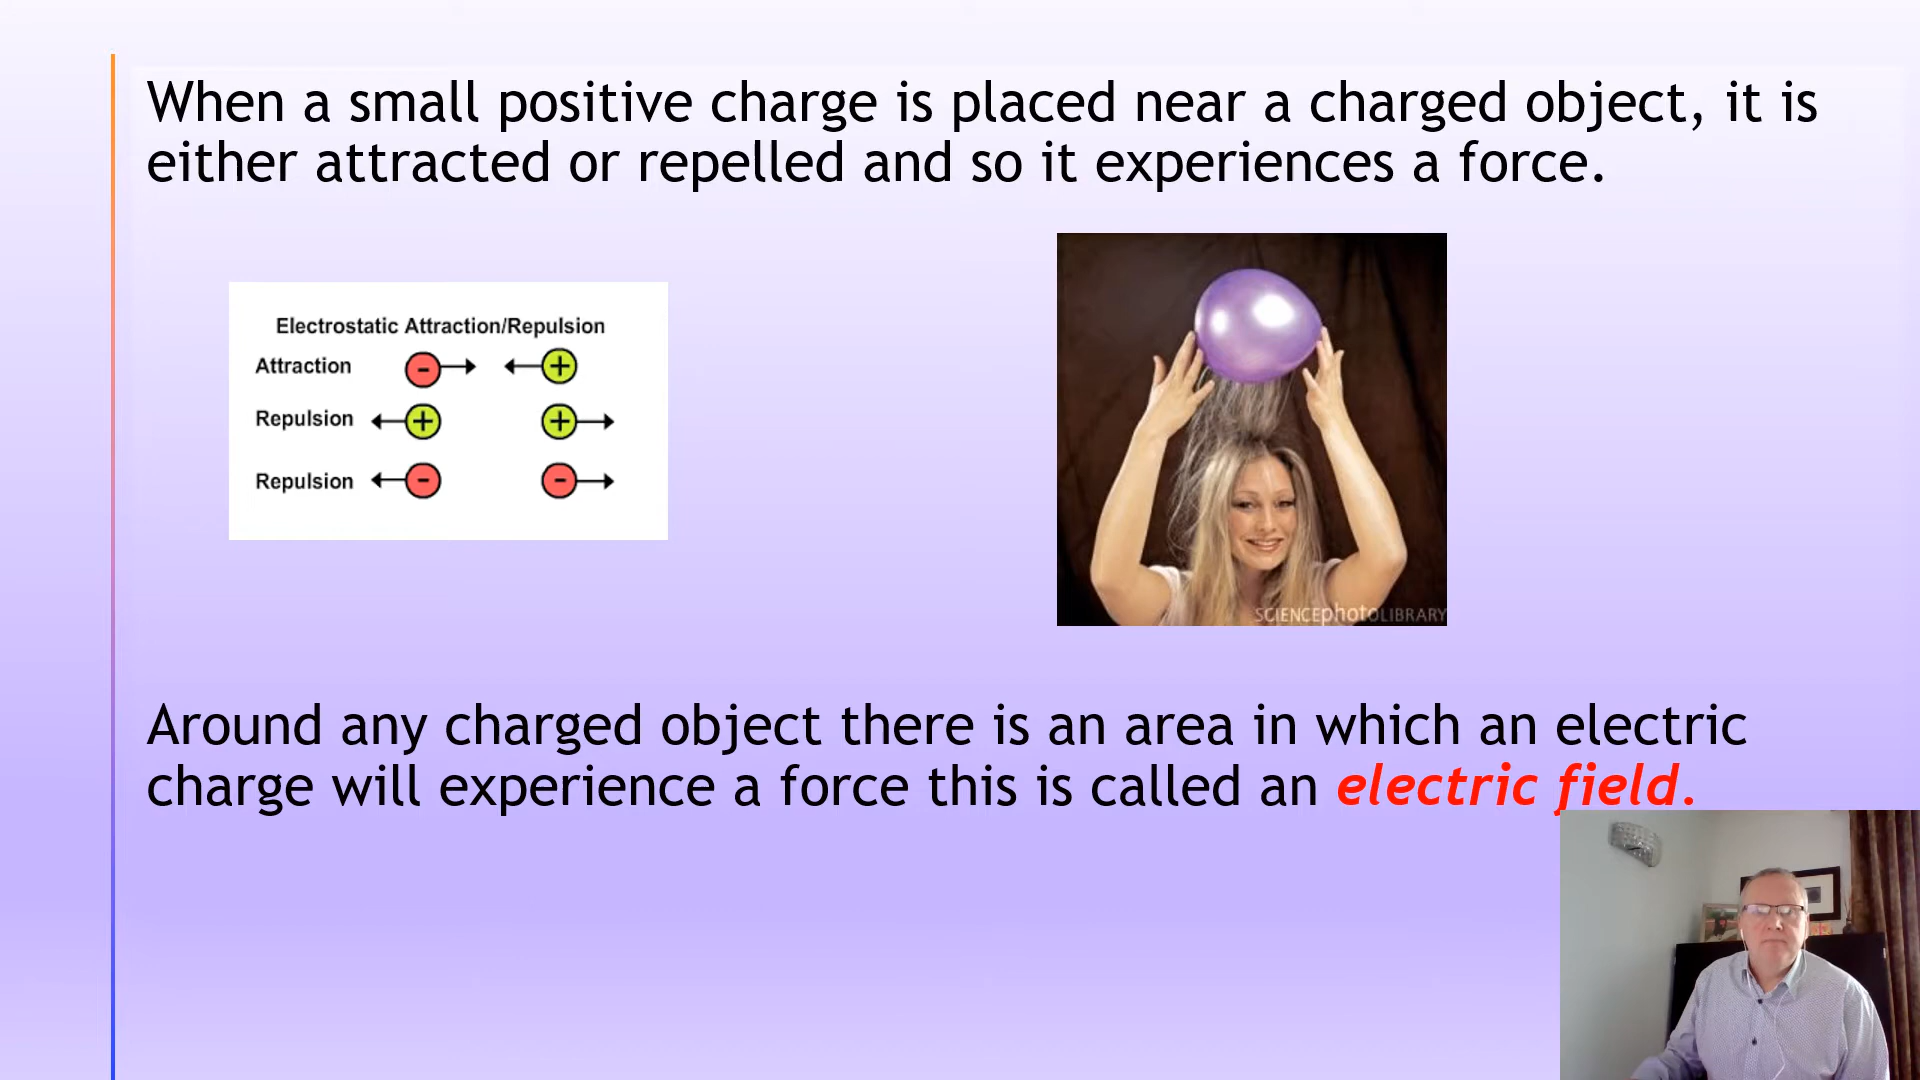 When a small positive charge is placed near a charged object, it is
either attracted or repelled and so it experiences a force.
Electrostatic Attraction/Repulsion
Attraction - +
Repulsion + +
Repulsion - -
SCIENCEphotoLIBRARY
Around any charged object there is an area in which an electric
charge will experience a force this is called an electric field.